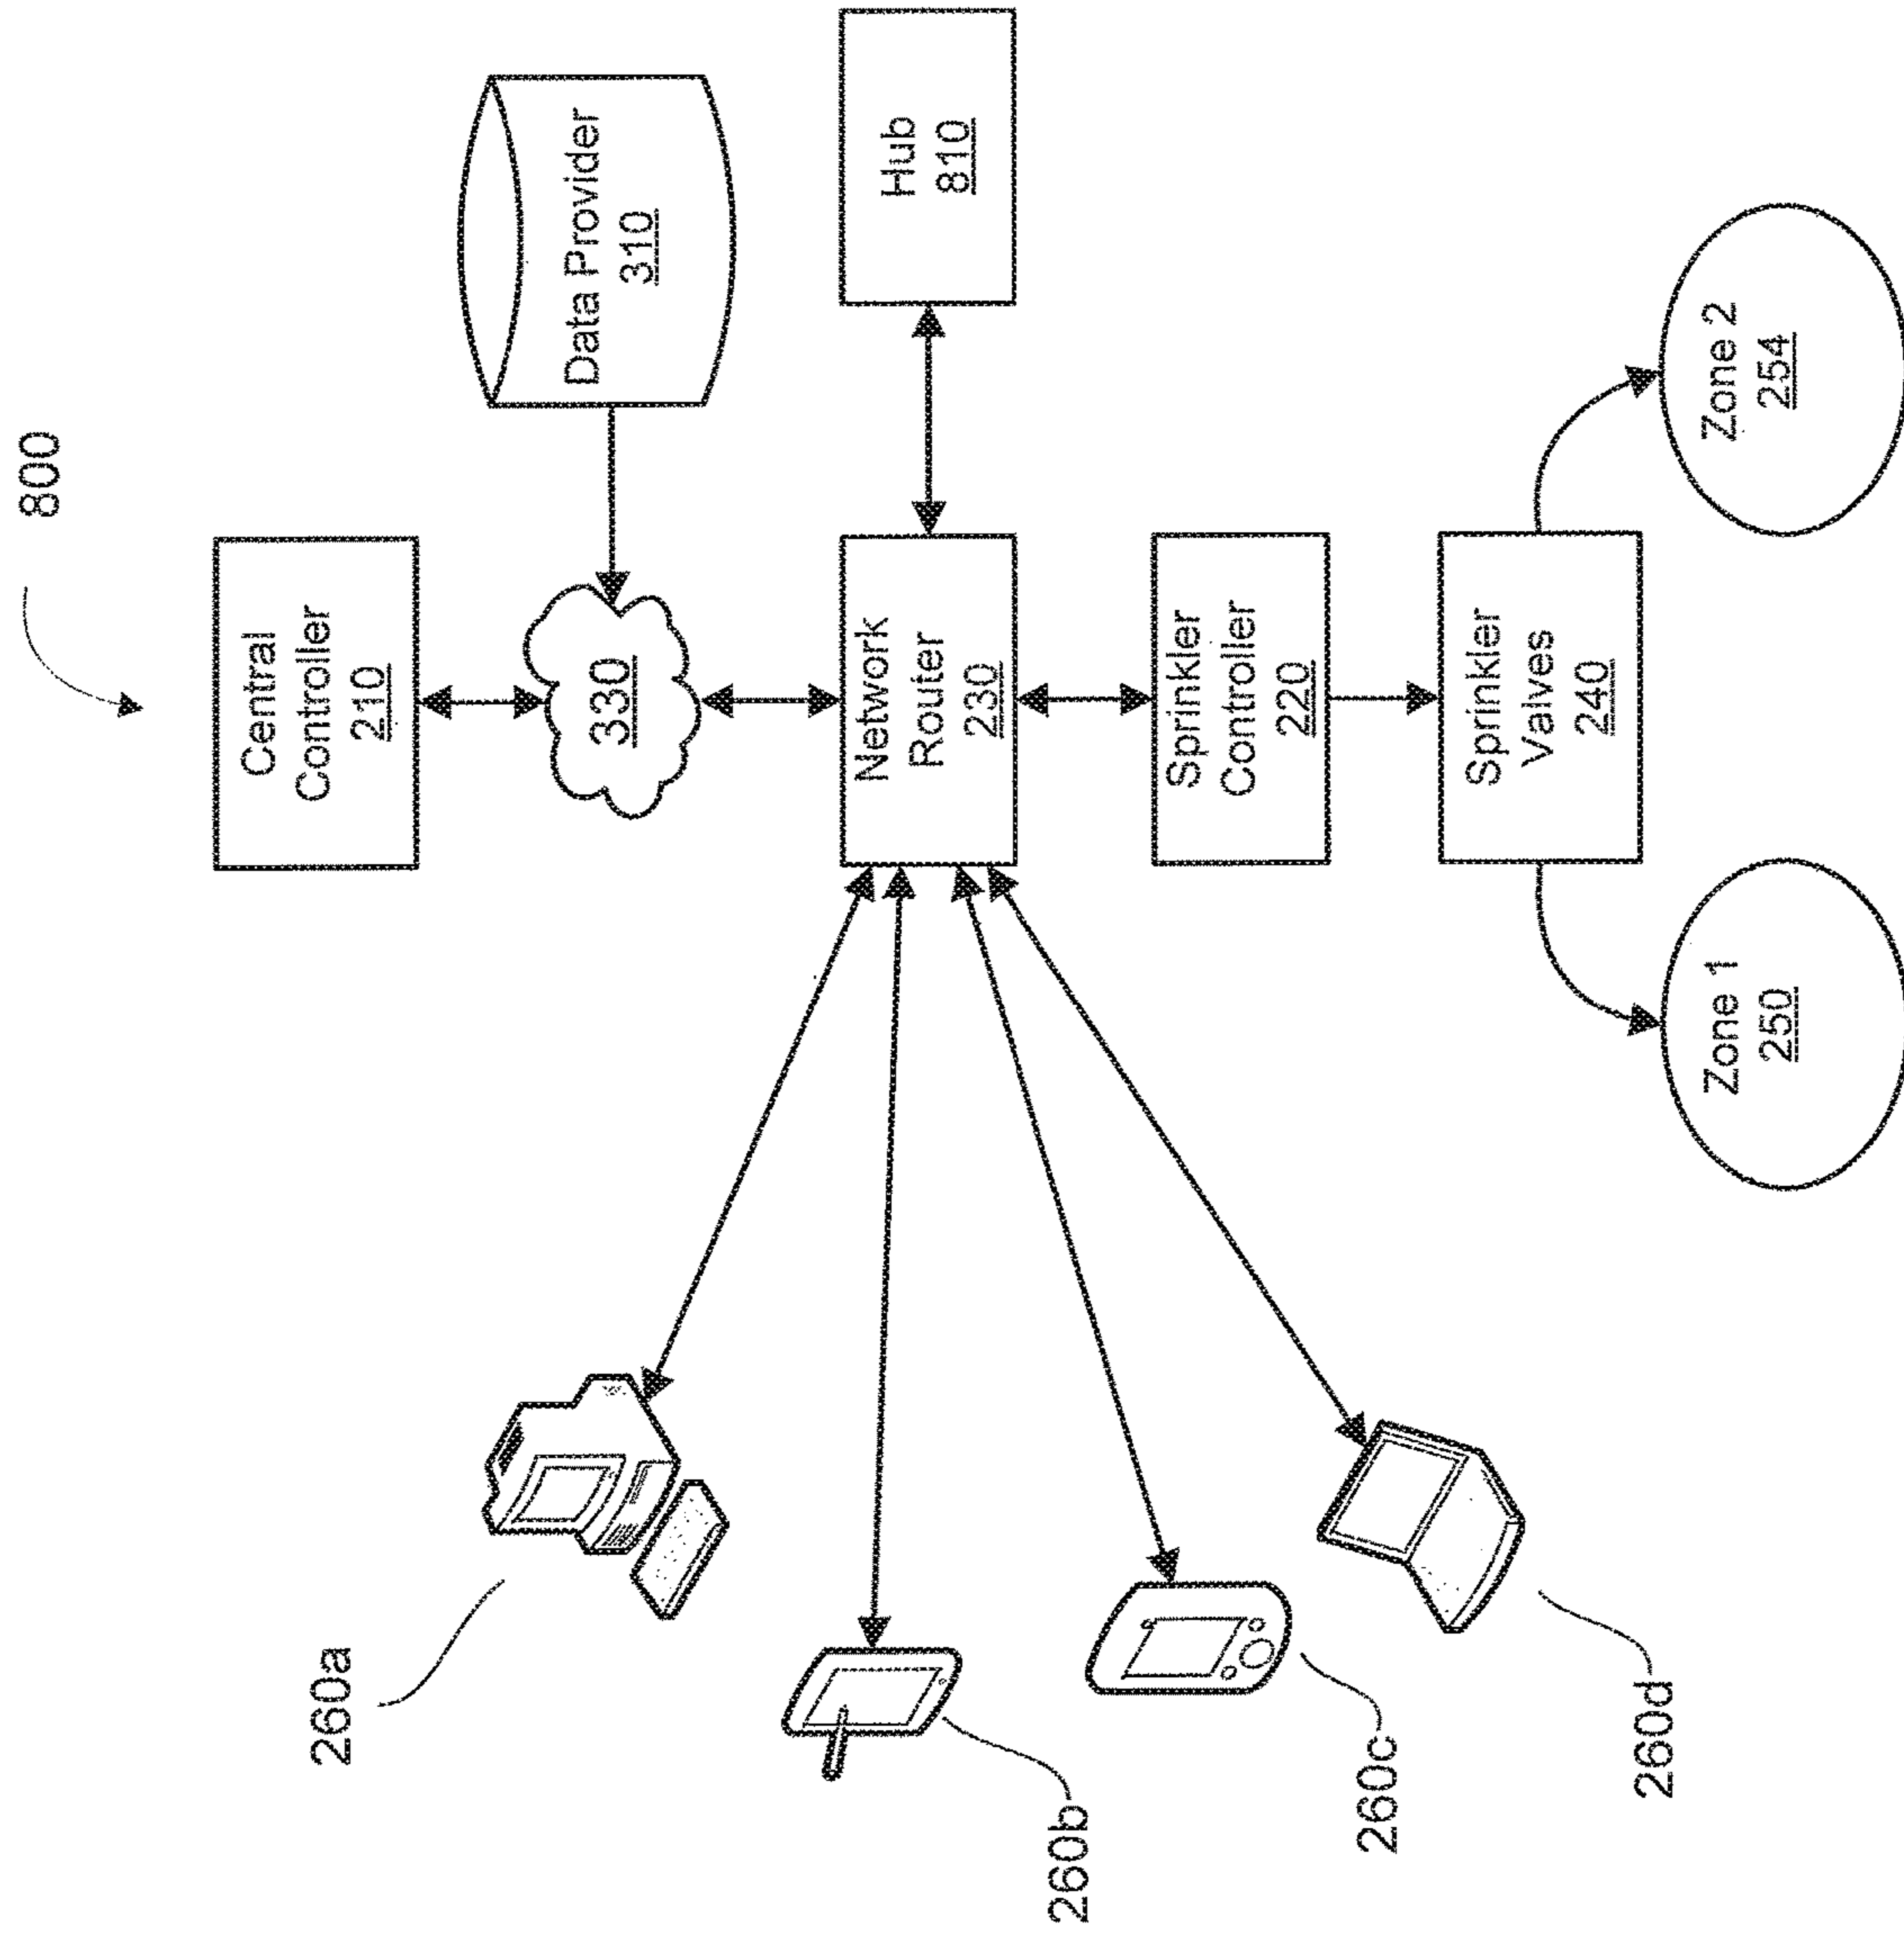 800
Central
Controller
210
Data Provider
310
330
Network
Router
230
Hub
810
Sprinkler
Controller
220
Sprinkler
Valves
240
Zone 1
250
Zone 2
254
260a
260b
260c
260d